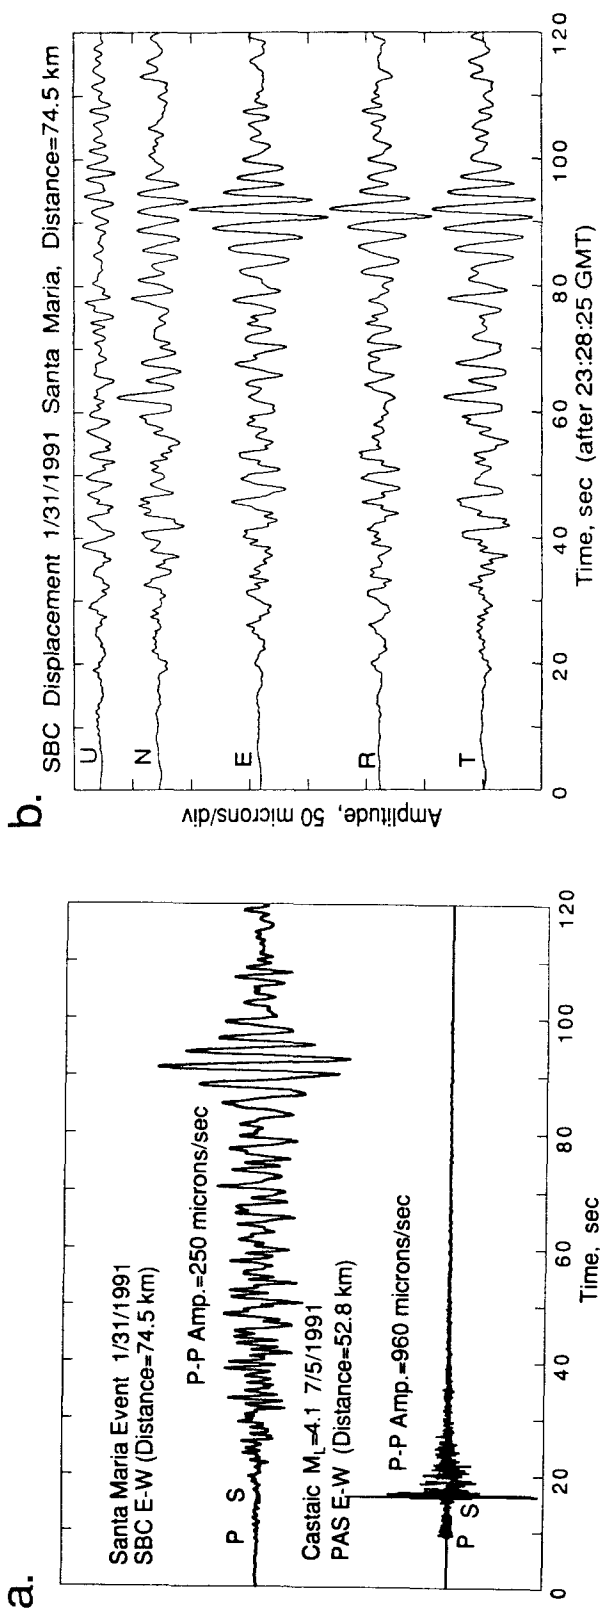 a.
Santa Maria Event 1/31/1991
SBC E-W (Distance=74.5 km)
P-P Amp.=250 microns/sec
P S
Castaic M_L=4.1 7/5/1991
PAS E-W (Distance=52.8 km)
P-P Amp.=960 microns/sec
P S
0 20 40 60 80 100 120
Time, sec
b.
SBC Displacement 1/31/1991 Santa Maria, Distance=74.5 km
U
N
E
R
T
Amplitude, 50 microns/div
0 20 40 60 80 100 120
Time, sec (after 23:28:25 GMT)